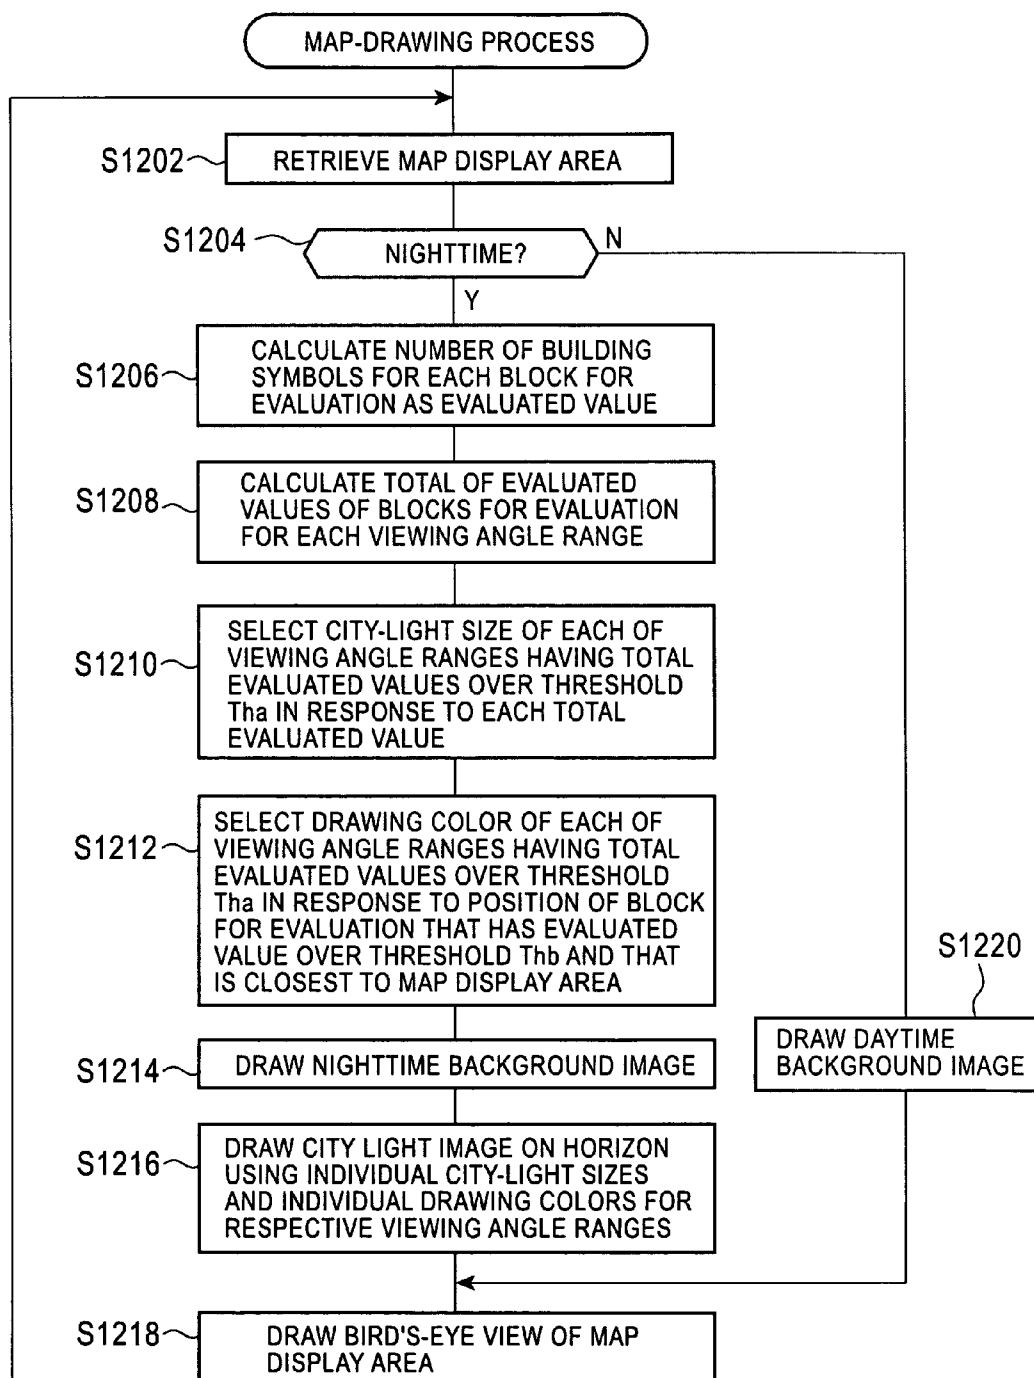 MAP-DRAWING PROCESS
S1202
RETRIEVE MAP DISPLAY AREA
S1204
NIGHTTIME?
N
Y
S1206
CALCULATE NUMBER OF BUILDING
SYMBOLS FOR EACH BLOCK FOR
EVALUATION AS EVALUATED VALUE
S1208
CALCULATE TOTAL OF EVALUATED
VALUES OF BLOCKS FOR EVALUATION
FOR EACH VIEWING ANGLE RANGE
S1210
SELECT CITY-LIGHT SIZE OF EACH OF
VIEWING ANGLE RANGES HAVING TOTAL
EVALUATED VALUES OVER THRESHOLD
Tha IN RESPONSE TO EACH TOTAL
EVALUATED VALUE
S1212
SELECT DRAWING COLOR OF EACH OF
VIEWING ANGLE RANGES HAVING TOTAL
EVALUATED VALUES OVER THRESHOLD
Tha IN RESPONSE TO POSITION OF BLOCK
FOR EVALUATION THAT HAS EVALUATED
VALUE OVER THRESHOLD Thb AND THAT
IS CLOSEST TO MAP DISPLAY AREA
S1220
DRAW DAYTIME
BACKGROUND IMAGE
S1214
DRAW NIGHTTIME BACKGROUND IMAGE
S1216
DRAW CITY LIGHT IMAGE ON HORIZON
USING INDIVIDUAL CITY-LIGHT SIZES
AND INDIVIDUAL DRAWING COLORS FOR
RESPECTIVE VIEWING ANGLE RANGES
S1218
DRAW BIRD'S-EYE VIEW OF MAP
DISPLAY AREA